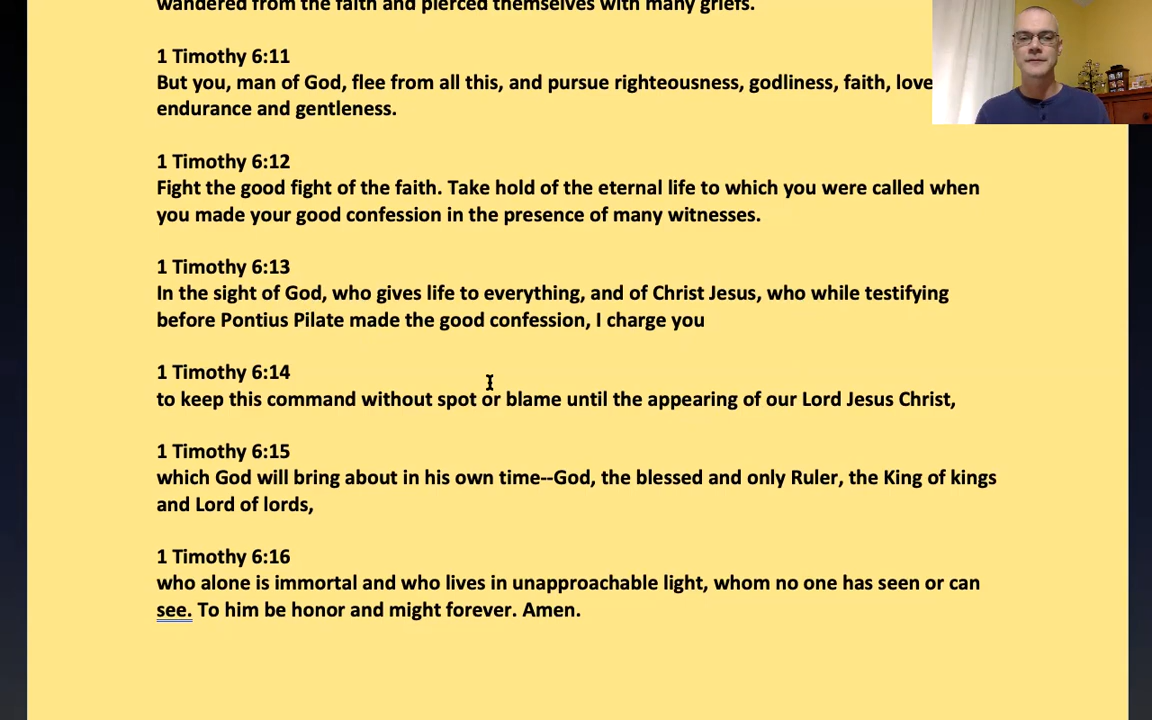 wandered from the faith and pierced themselves with many griefs.
1 Timothy 6:11
But you, man of God, flee from all this, and pursue righteousness, godliness, faith, love
endurance and gentleness.
1 Timothy 6:12
Fight the good fight of the faith. Take hold of the eternal life to which you were called when
you made your good confession in the presence of many witnesses.
1 Timothy 6:13
In the sight of God, who gives life to everything, and of Christ Jesus, who while testifying
before Pontius Pilate made the good confession, I charge you
1 Timothy 6:14
to keep this command without spot or blame until the appearing of our Lord Jesus Christ,
1 Timothy 6:15
which God will bring about in his own time--God, the blessed and only Ruler, the King of kings
and Lord of lords,
1 Timothy 6:16
who alone is immortal and who lives in unapproachable light, whom no one has seen or can
see. To him be honor and might forever. Amen.